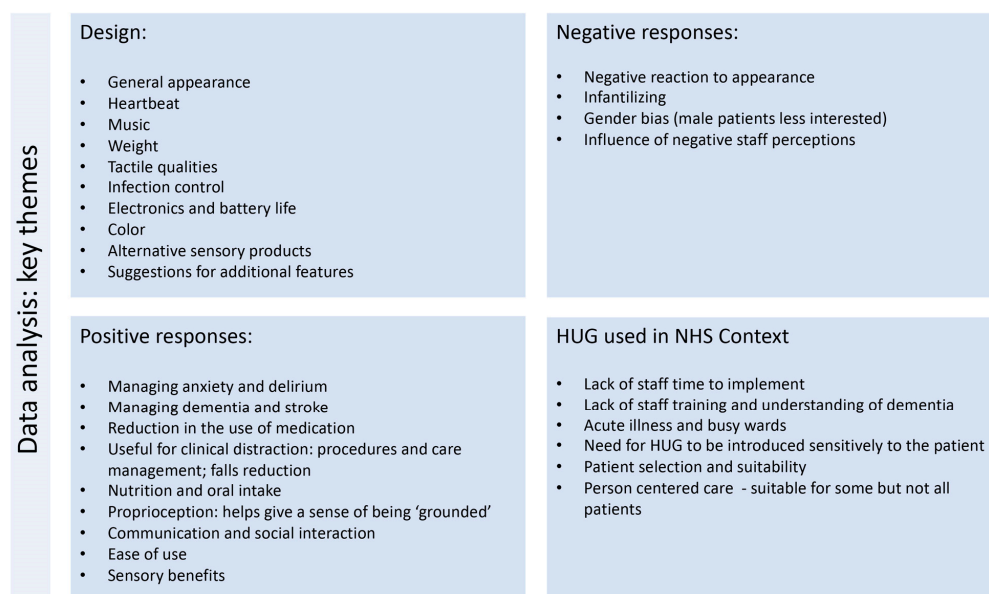 Data analysis: key themes
Design:
• General appearance
• Heartbeat
• Music
• Weight
• Tactile qualities
• Infection control
• Electronics and battery life
• Color
• Alternative sensory products
• Suggestions for additional features
Negative responses:
• Negative reaction to appearance
• Infantilizing
• Gender bias (male patients less interested)
• Influence of negative staff perceptions
Positive responses:
• Managing anxiety and delirium
• Managing dementia and stroke
• Reduction in the use of medication
• Useful for clinical distraction: procedures and care
management; falls reduction
• Nutrition and oral intake
• Proprioception: helps give a sense of being ‘grounded’
• Communication and social interaction
• Ease of use
• Sensory benefits
HUG used in NHS Context
• Lack of staff time to implement
• Lack of staff training and understanding of dementia
• Acute illness and busy wards
• Need for HUG to be introduced sensitively to the patient
• Patient selection and suitability
• Person centered care - suitable for some but not all
patients